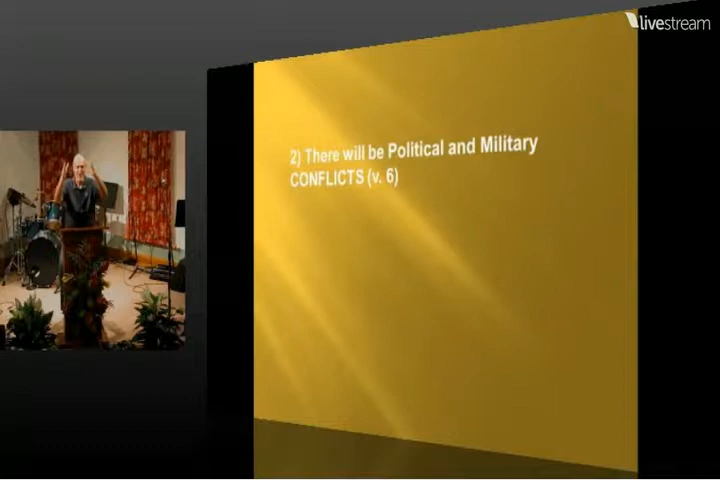 livestream
2) There will be Political and Military
CONFLICTS (v. 6)